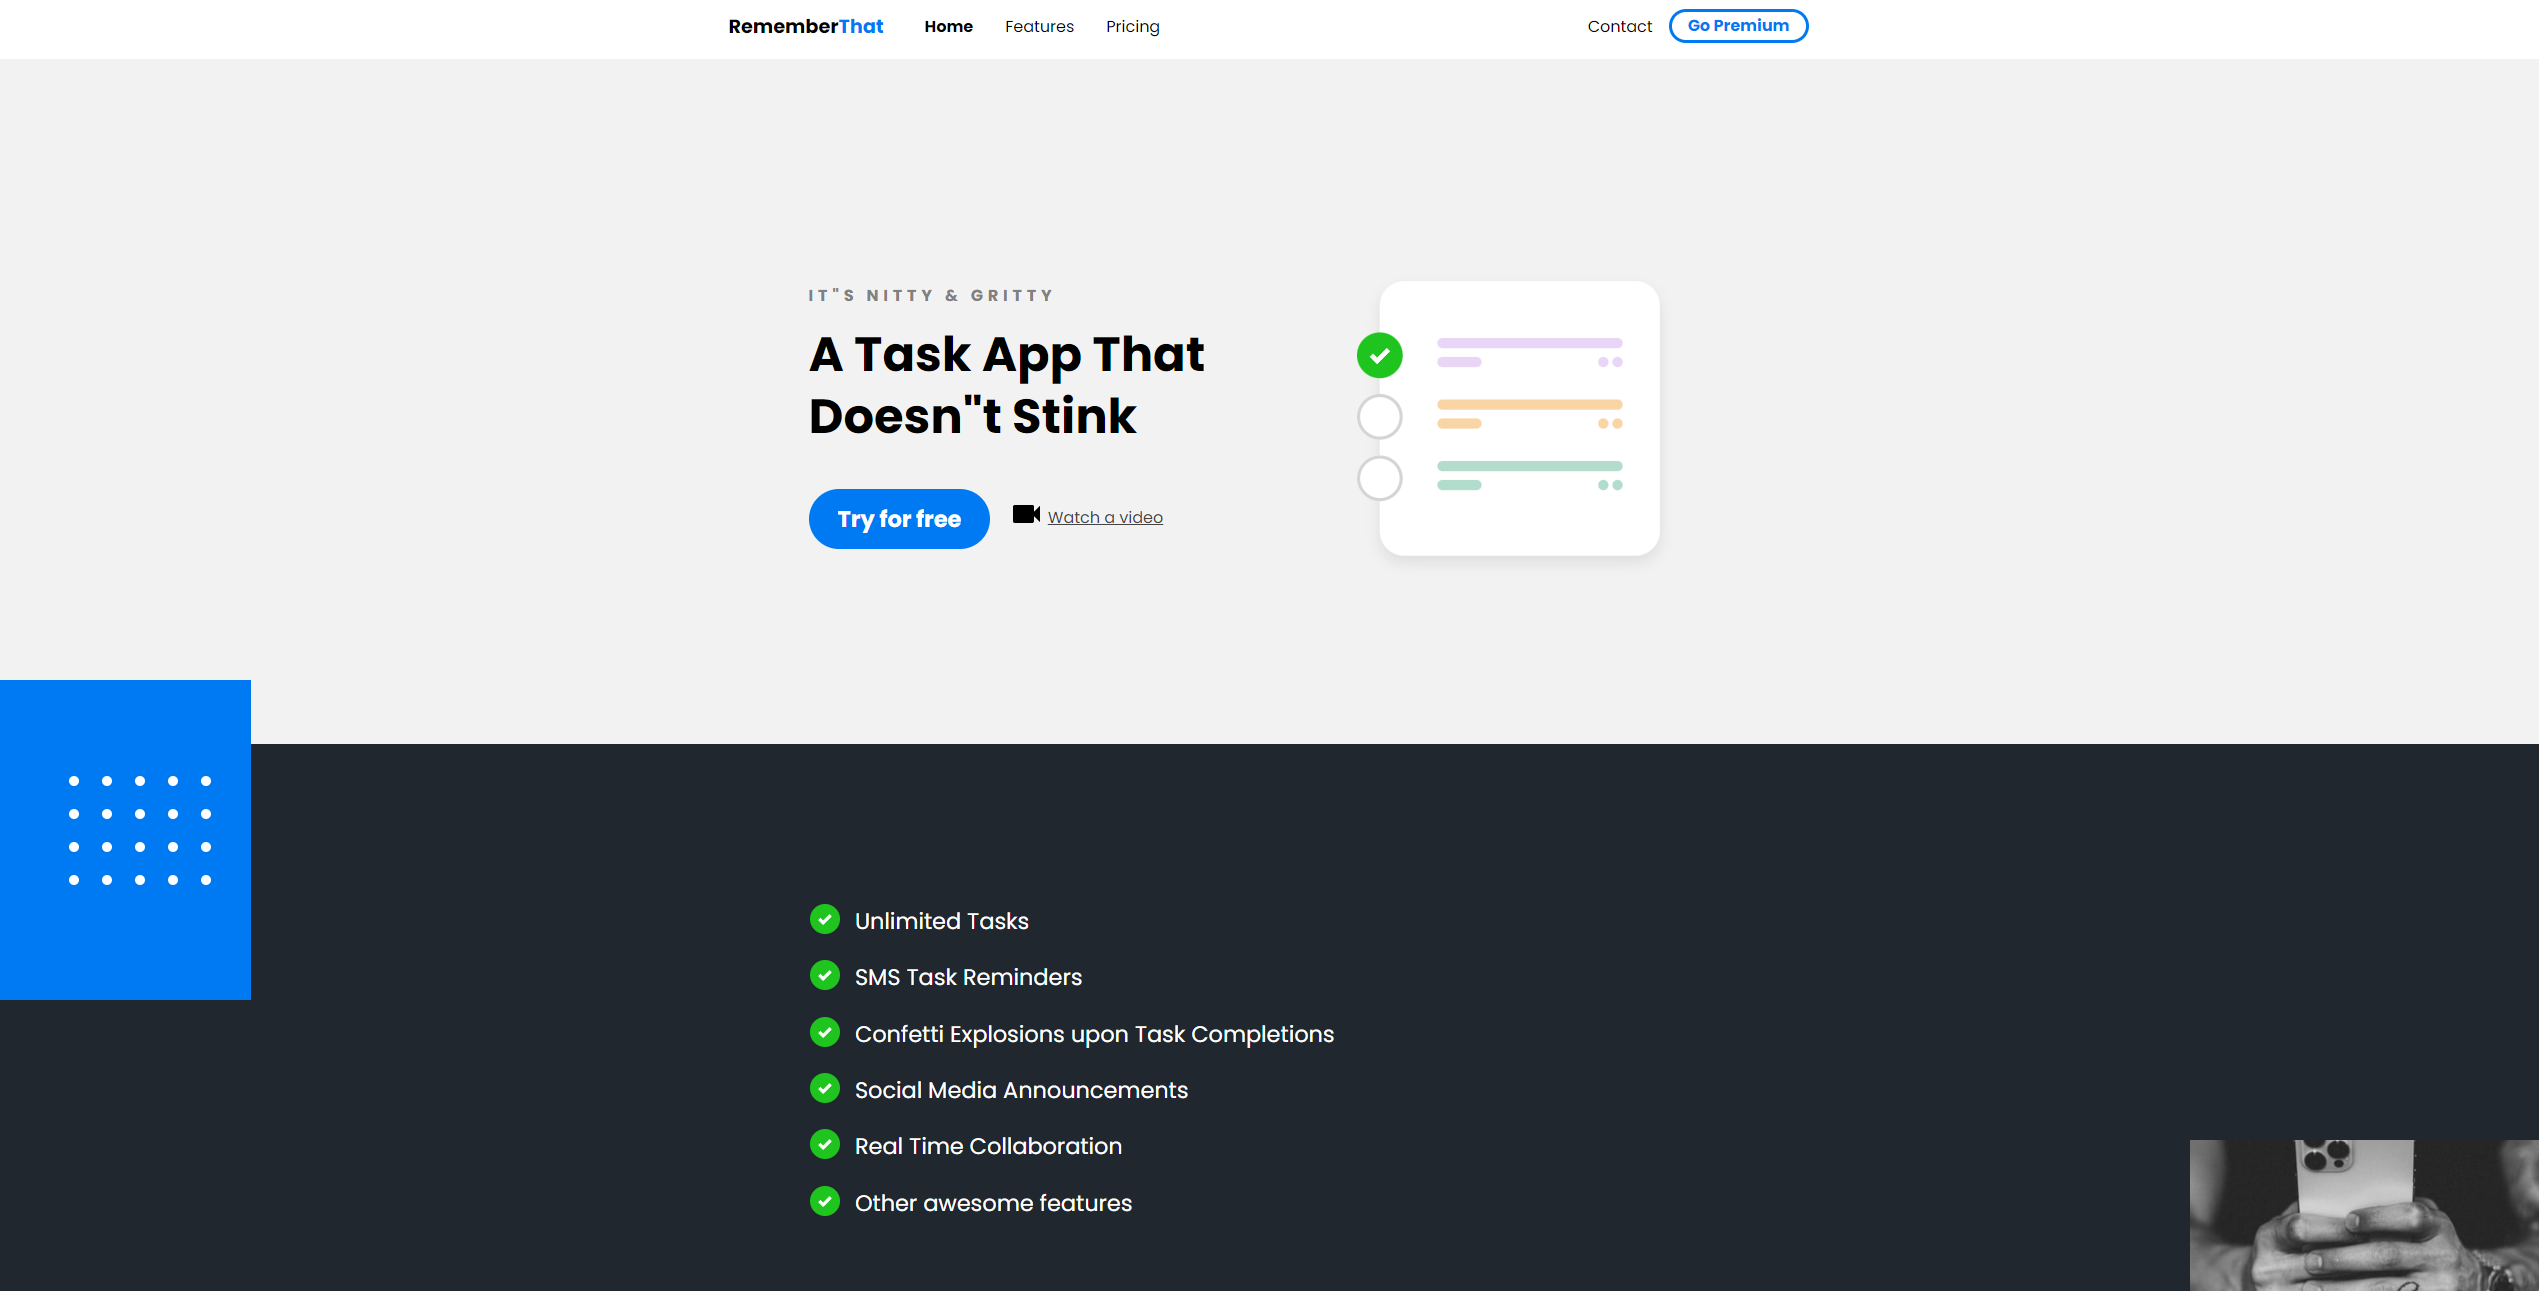 RememberThat Home Features Pricing Contact Go Premium
IT"S NITTY & GRITTY
A Task App That
Doesn"t Stink
Try for free Watch a video
Unlimited Tasks
SMS Task Reminders
Confetti Explosions upon Task Completions
Social Media Announcements
Real Time Collaboration
Other awesome features